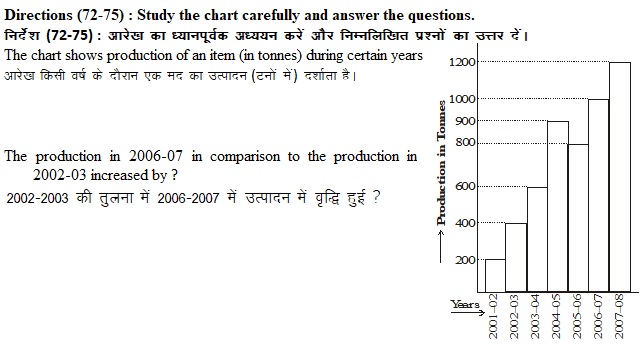 Directions (72-75) : Study the chart carefully and answer the questions.
निर्देश (72-75) : आरेख का ध्यानपूर्वक अध्ययन करें और निम्नलिखित प्रश्नों का उत्तर दें।
The chart shows production of an item (in tonnes) during certain years
आरेख किसी वर्ष के दौरान एक मद का उत्पादन (टनों में) दर्शाता है।
The production in 2006-07 in comparison to the production in
2002-03 increased by ?
2002-2003 की तुलना में 2006-2007 में उत्पादन में वृद्धि हुई ?
Production in Tonnes
1200
1000
900
800
600
400
200
Years
2001–02
2002–03
2003–04
2004–05
2005–06
2006–07
2007–08